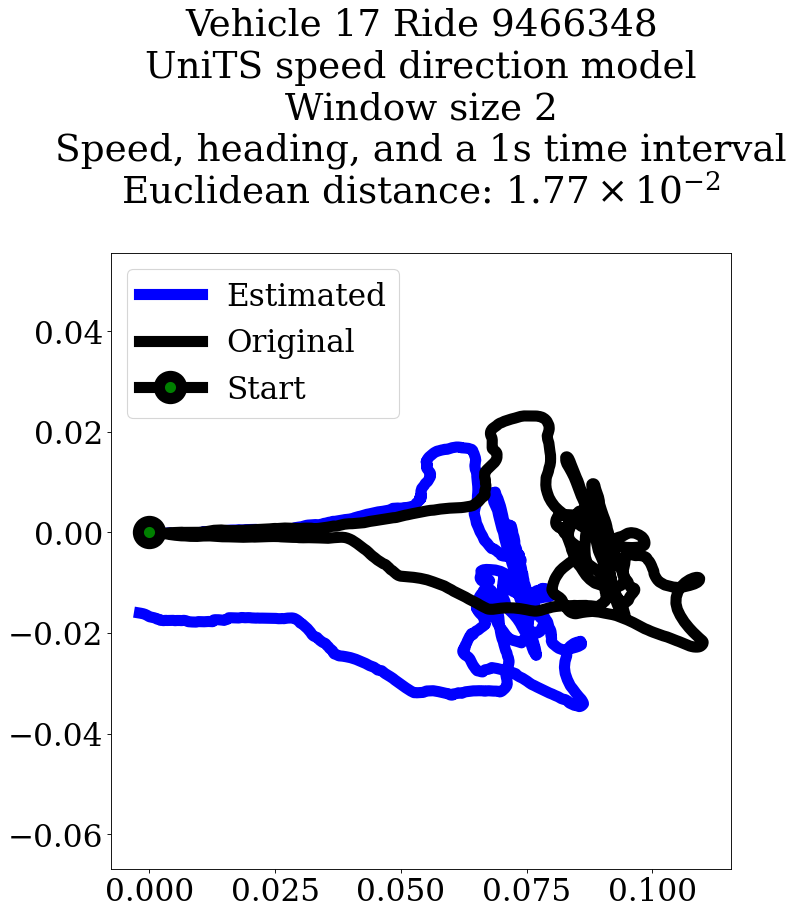 Vehicle 17 Ride 9466348
UniTS speed direction model
Window size 2
Speed, heading, and a 1s time interval
Euclidean distance: 1.77 × 10⁻²
Estimated
Original
Start
0.04
0.02
0.00
−0.02
−0.04
−0.06
0.000 0.025 0.050 0.075 0.100